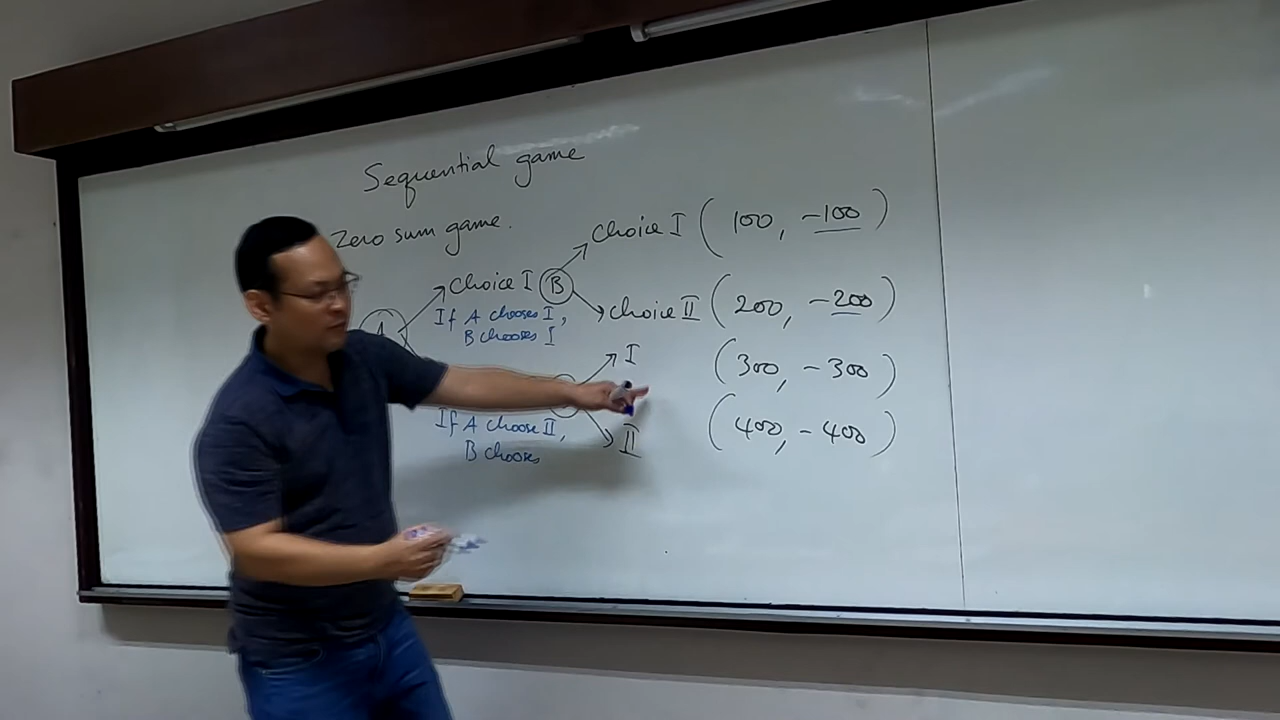 Sequential game
Zero sum game.
Choice I (100, -100)
Choice I B
Choice II (200, -200)
A
If A chooses I,
B chooses I
I (300, -300)
If A choose II,
II (400, -400)
B chooses